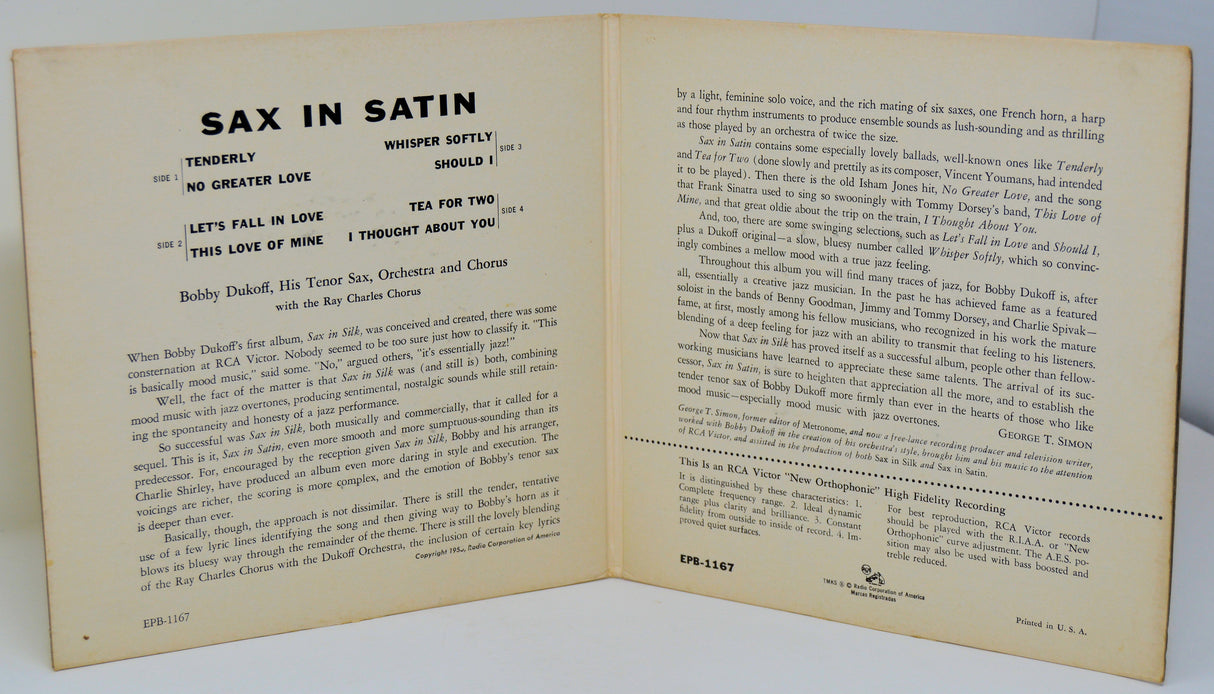 SAX IN SATIN
SIDE 1
TENDERLY
NO GREATER LOVE
SIDE 2
LET'S FALL IN LOVE
THIS LOVE OF MINE
WHISPER SOFTLY
SHOULD I
SIDE 3
TEA FOR TWO
I THOUGHT ABOUT YOU
SIDE 4
Bobby Dukoff, His Tenor Sax, Orchestra and Chorus
with the Ray Charles Chorus
When Bobby Dukoff's first album, Sax in Silk, was conceived and created, there was some
consternation at RCA Victor. Nobody seemed to be too sure just how to classify it. "This
is basically mood music," said some. "No," argued others, "it's essentially jazz!"
Well, the fact of the matter is that Sax in Silk was (and still is) both, combining
mood music with jazz overtones, producing sentimental, nostalgic sounds while still retain-
ing the spontaneity and honesty of a jazz performance.
So successful was Sax in Silk, both musically and commercially, that it called for a
sequel. This is it, Sax in Satin, even more smooth and more sumptuous-sounding than its
predecessor. For, encouraged by the reception given Sax in Silk, Bobby and his arranger,
Charlie Shirley, have produced an album even more daring in style and execution. The
voicings are richer, the scoring is more complex, and the emotion of Bobby's tenor sax
is deeper than ever.
Basically, though, the approach is not dissimilar. There is still the tender, tentative
use of a few lyric lines identifying the song and then giving way to Bobby's horn as it
blows its bluesy way through the remainder of the theme. There is still the lovely blending
of the Ray Charles Chorus with the Dukoff Orchestra, the inclusion of certain key lyrics
Copyright Radio Corporation of America
EPB-1167
by a light, feminine solo voice, and the rich mating of six saxes, one French horn, a harp
and four rhythm instruments to produce ensemble sounds as lush-sounding and as thrilling
as those played by an orchestra of twice the size.
Sax in Satin contains some especially lovely ballads, well-known ones like Tenderly
and Tea for Two (done slowly and prettily as its composer, Vincent Youmans, had intended
it to be played). Then there is the old Isham Jones hit, No Greater Love, and the song
that Frank Sinatra used to sing so swooningly with Tommy Dorsey's band, This Love of
Mine, and that great oldie about the trip on the train, I Thought About You.
And, too, there are some swinging selections, such as Let's Fall in Love and Should I,
plus a Dukoff original—a slow, bluesy number called Whisper Softly, which so convinc-
ingly combines a mellow mood with a true jazz feeling.
Throughout this album you will find many traces of jazz, for Bobby Dukoff is, after
all, essentially a creative jazz musician. In the past he has achieved fame as a featured
soloist in the bands of Benny Goodman, Jimmy and Tommy Dorsey, and Charlie Spivak—
fame, at first, mostly among his fellow musicians, who recognized in his work the mature
blending of a deep feeling for jazz with an ability to transmit that feeling to his listeners.
Now that Sax in Silk has proved itself as a successful album, people other than fellow-
working musicians have learned to appreciate these same talents. The arrival of its suc-
cessor, Sax in Satin, is sure to heighten that appreciation all the more, and to establish the
tender tenor sax of Bobby Dukoff more firmly than ever in the hearts of those who like
mood music—especially mood music with jazz overtones.
GEORGE T. SIMON
George T. Simon, former editor of Metronome, and now a free-lance recording producer and television writer,
worked with Bobby Dukoff in the creation of his orchestra's style, brought him and his music to the attention
of RCA Victor, and assisted in the production of both Sax in Silk and Sax in Satin.
This Is an RCA Victor "New Orthophonic" High Fidelity Recording
It is distinguished by these characteristics: 1.
Complete frequency range. 2. Ideal dynamic
range plus clarity and brilliance. 3. Constant
fidelity from outside to inside of record. 4. Im-
proved quiet surfaces.
For best reproduction, RCA Victor records
should be played with the R.I.A.A. or "New
Orthophonic" curve adjustment. The A.E.S. po-
sition may also be used with bass boosted and
treble reduced.
EPB-1167
TMKS ® © Radio Corporation of America
Marcas Registradas
Printed in U. S. A.